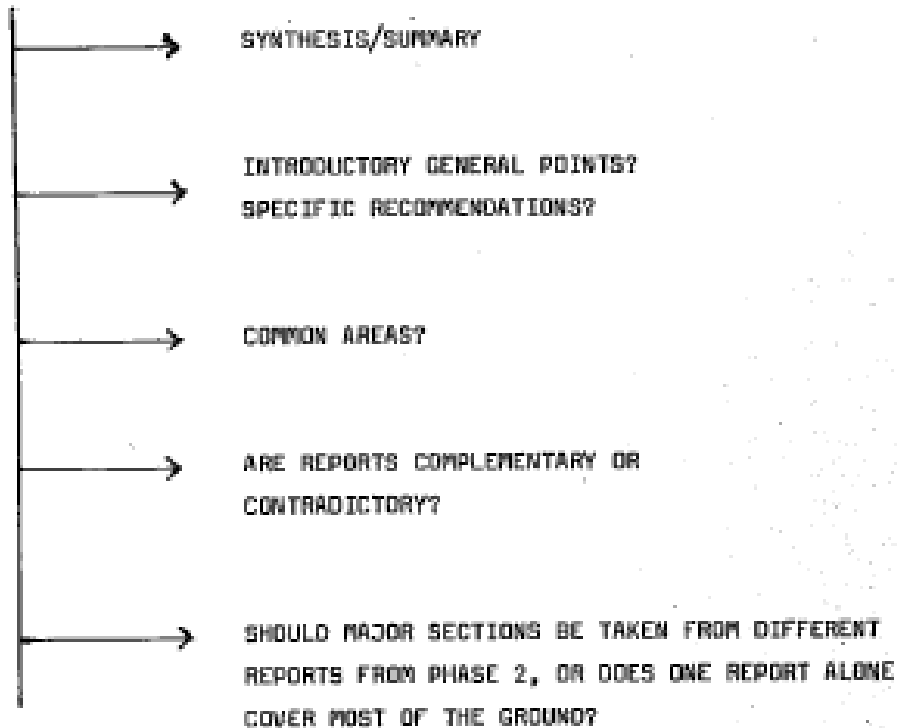 SYNTHESIS/SUMMARY
INTRODUCTORY GENERAL POINTS?
SPECIFIC RECOMMENDATIONS?
COMMON AREAS?
ARE REPORTS COMPLEMENTARY OR
CONTRADICTORY?
SHOULD MAJOR SECTIONS BE TAKEN FROM DIFFERENT
REPORTS FROM PHASE 2, OR DOES ONE REPORT ALONE
COVER MOST OF THE GROUND?